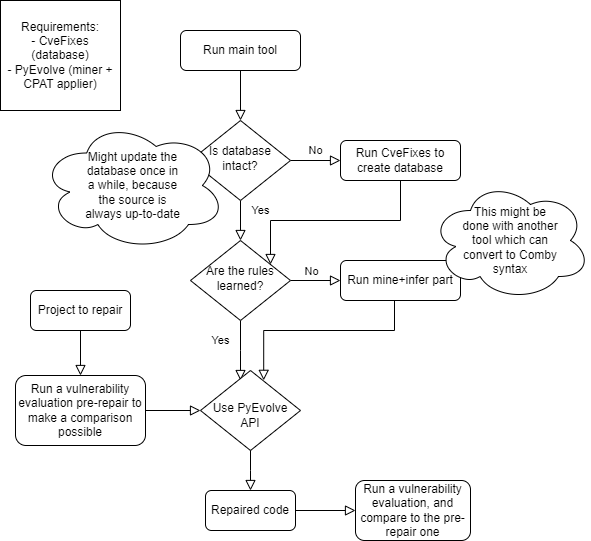 Requirements:
- CveFixes
(database)
- PyEvolve (miner +
CPAT applier)
Run main tool
Is database
intact?
No
Run CveFixes to
create database
Might update the
database once in
a while, because
the source is
always up-to-date
Yes
This might be
done with another
tool which can
convert to Comby
syntax
Are the rules
learned?
No
Run mine+infer part
Project to repair
Yes
Run a vulnerability
evaluation pre-repair to
make a comparison
possible
Use PyEvolve
API
Repaired code
Run a vulnerability
evaluation, and
compare to the pre-
repair one